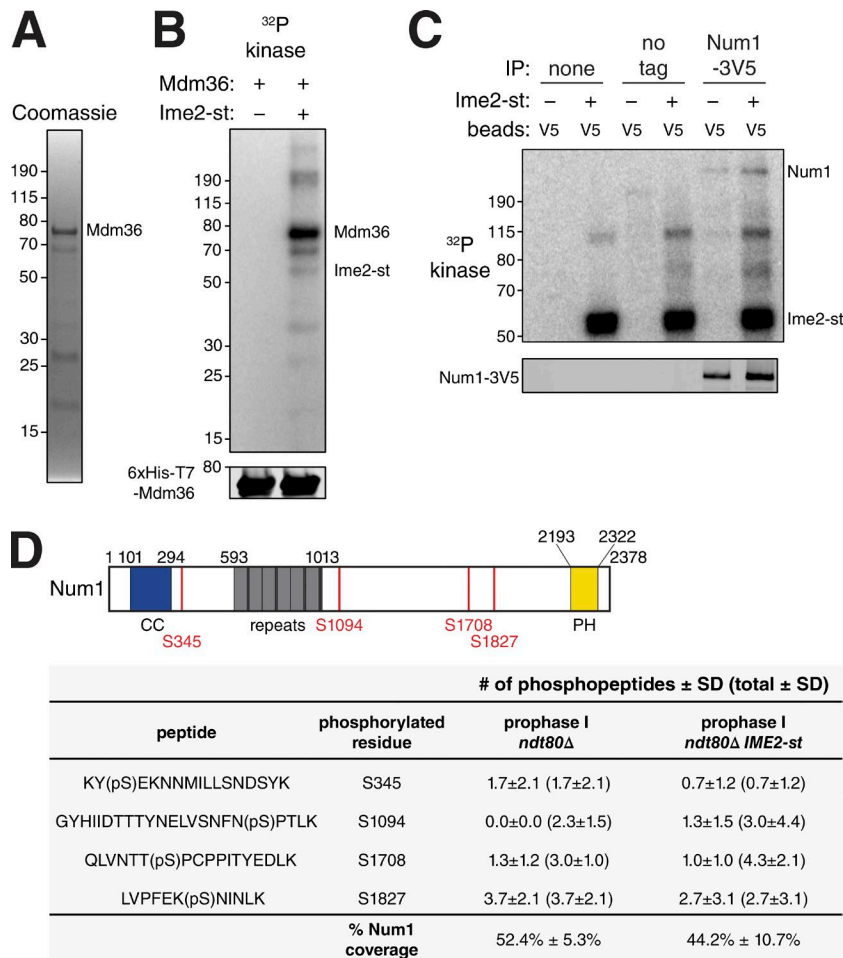 A
Coomassie
190
115
80
70
50
30
25
15
Mdm36
B
32P
kinase
Mdm36: + +
Ime2-st: – +
190
115
80
70
50
30
25
15
Mdm36
Ime2-st
80
6xHis-T7
-Mdm36
C
IP: none no tag Num1 -3V5
Ime2-st: – + – + – +
beads: V5 V5 V5 V5 V5 V5
32P
kinase
190
115
80
70
50
Num1
Ime2-st
Num1-3V5
D
1 101 294 593 1013 2193 2322 2378
Num1
CC repeats PH
S345 S1094 S1708 S1827
# of phosphopeptides ± SD (total ± SD)
peptide phosphorylated residue prophase I ndt80Δ prophase I ndt80Δ IME2-st
KY(pS)EKNNMILLSNDSYK S345 1.7±2.1 (1.7±2.1) 0.7±1.2 (0.7±1.2)
GYHIIDTTTYNELVSNFN(pS)PTLK S1094 0.0±0.0 (2.3±1.5) 1.3±1.5 (3.0±4.4)
QLVNTT(pS)PCPPITYEDLK S1708 1.3±1.2 (3.0±1.0) 1.0±1.0 (4.3±2.1)
LVPFEK(pS)NINLK S1827 3.7±2.1 (3.7±2.1) 2.7±3.1 (2.7±3.1)
% Num1 coverage 52.4% ± 5.3% 44.2% ± 10.7%